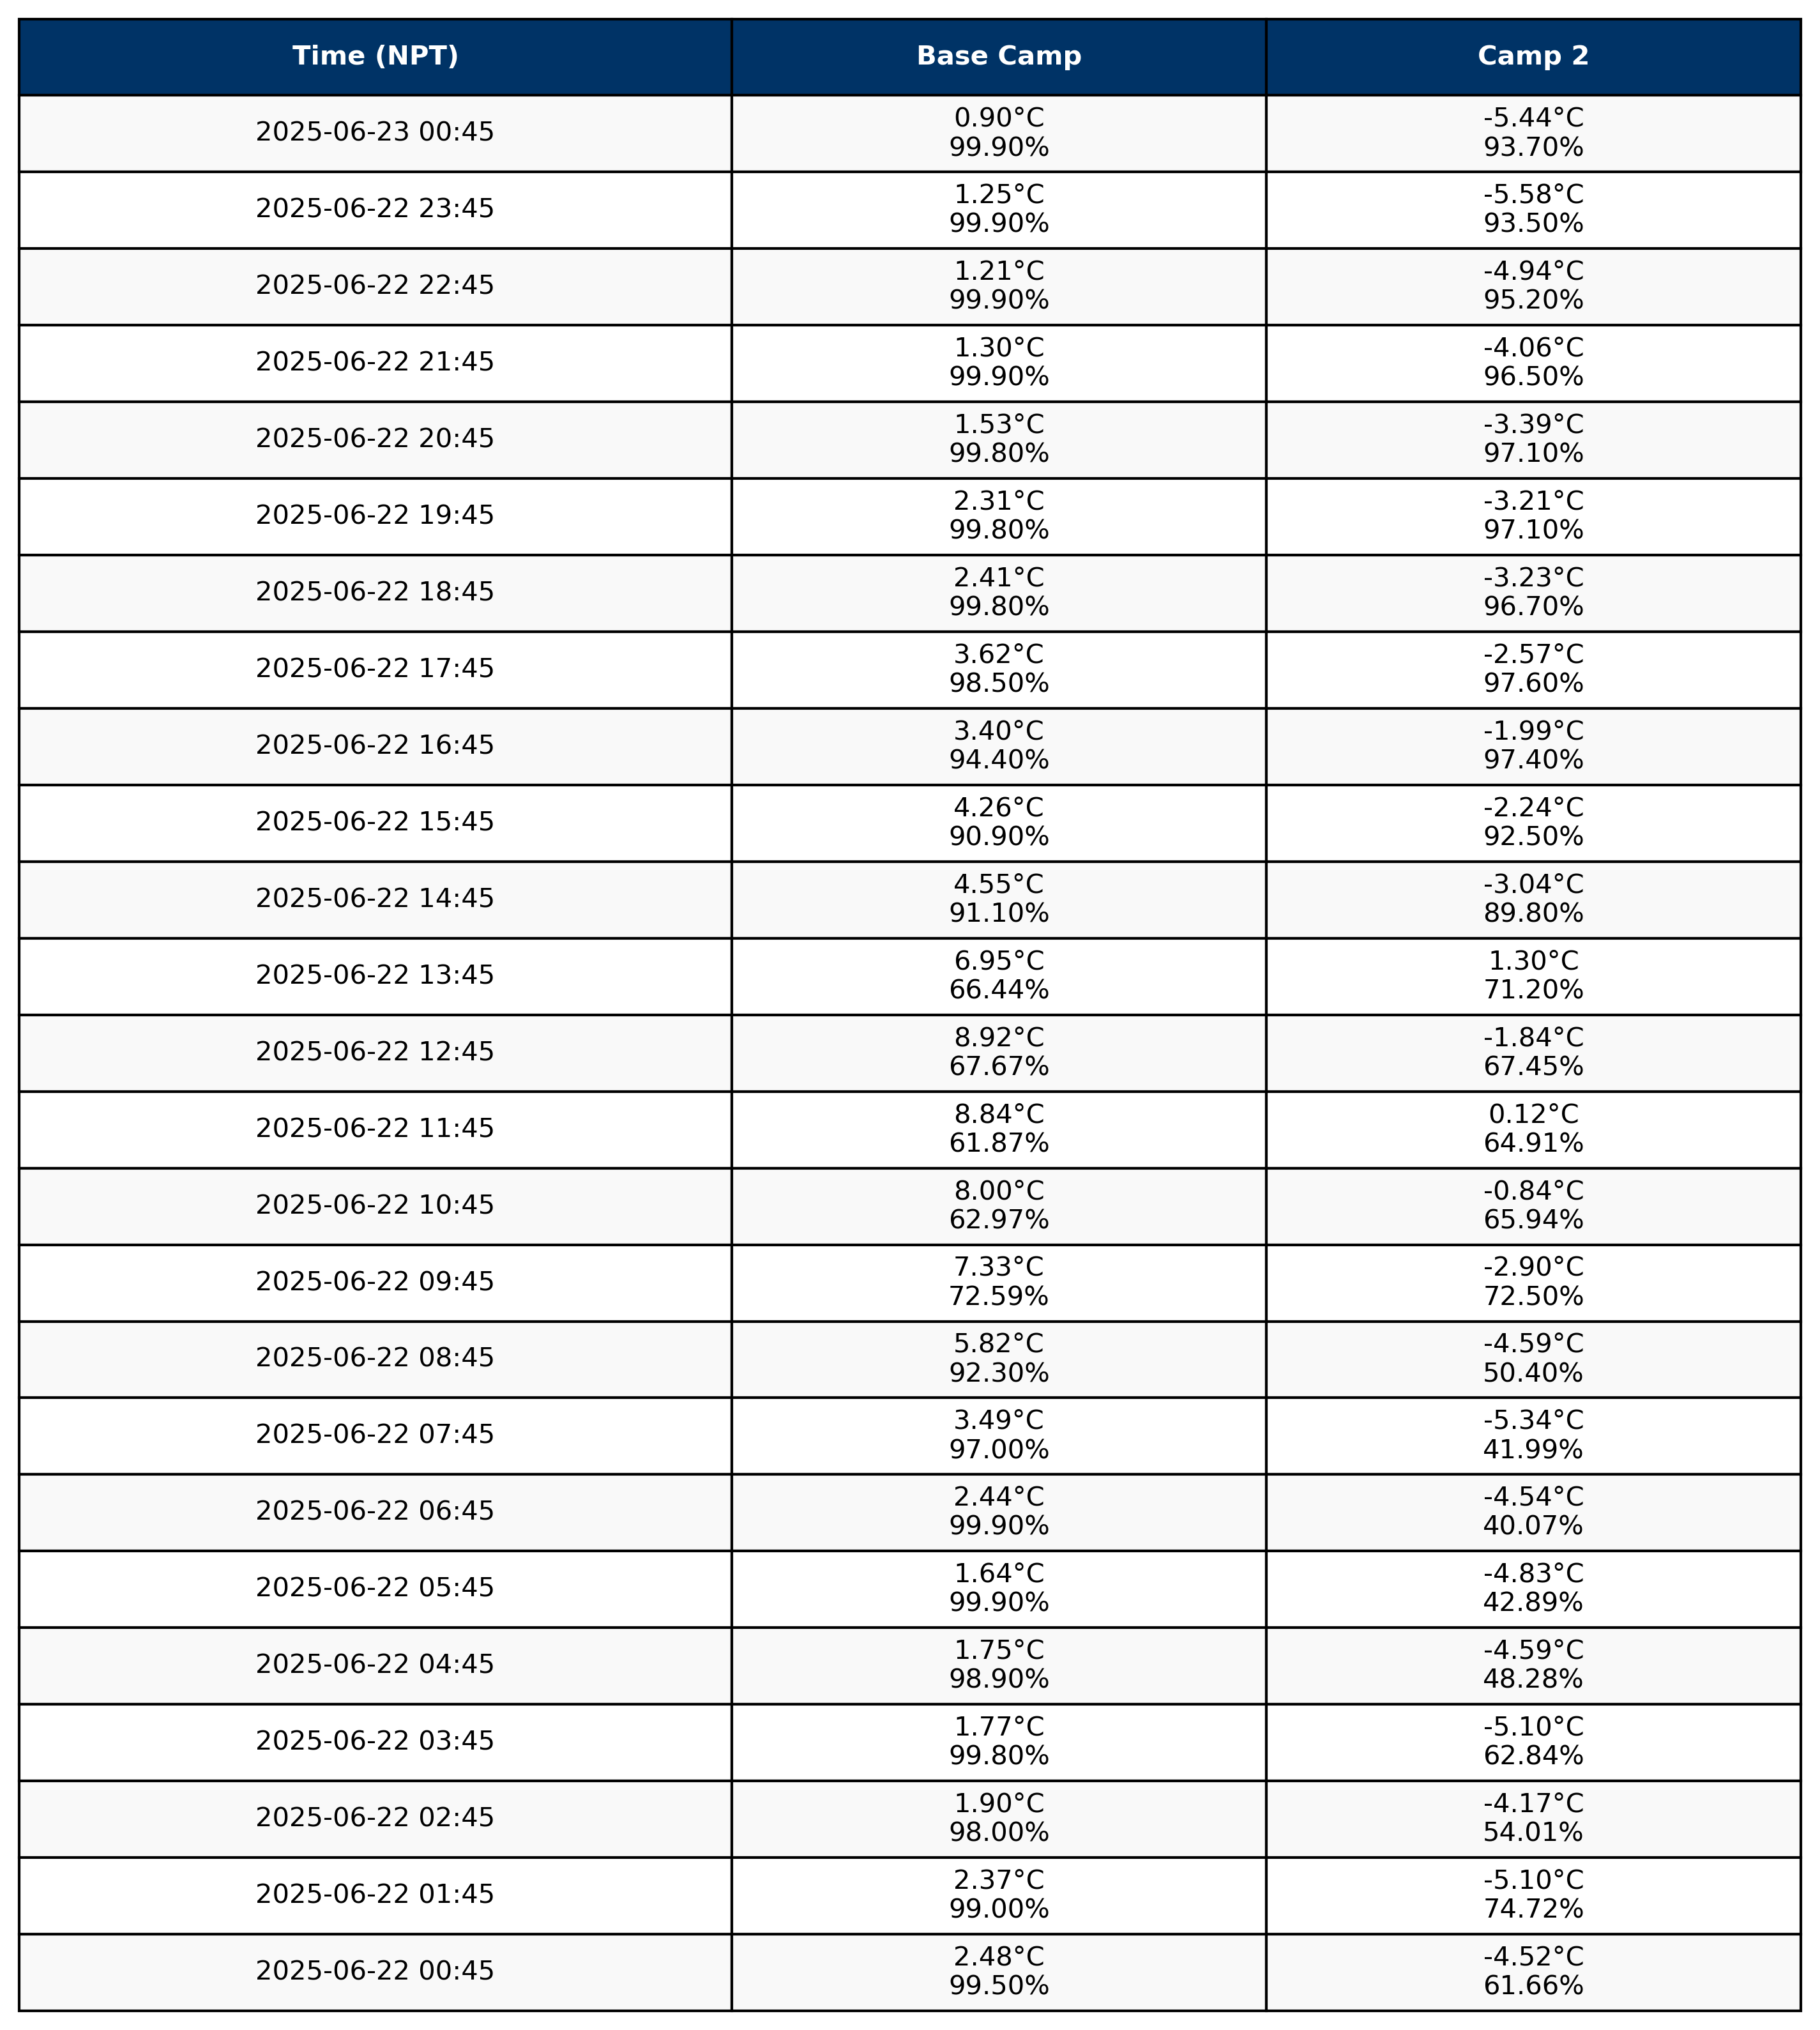 Time (NPT) Base Camp Camp 2
2025-06-23 00:45 0.90°C -5.44°C
99.90% 93.70%
2025-06-22 23:45 1.25°C -5.58°C
99.90% 93.50%
2025-06-22 22:45 1.21°C -4.94°C
99.90% 95.20%
2025-06-22 21:45 1.30°C -4.06°C
99.90% 96.50%
2025-06-22 20:45 1.53°C -3.39°C
99.80% 97.10%
2025-06-22 19:45 2.31°C -3.21°C
99.80% 97.10%
2025-06-22 18:45 2.41°C -3.23°C
99.80% 96.70%
2025-06-22 17:45 3.62°C -2.57°C
98.50% 97.60%
2025-06-22 16:45 3.40°C -1.99°C
94.40% 97.40%
2025-06-22 15:45 4.26°C -2.24°C
90.90% 92.50%
2025-06-22 14:45 4.55°C -3.04°C
91.10% 89.80%
2025-06-22 13:45 6.95°C 1.30°C
66.44% 71.20%
2025-06-22 12:45 8.92°C -1.84°C
67.67% 67.45%
2025-06-22 11:45 8.84°C 0.12°C
61.87% 64.91%
2025-06-22 10:45 8.00°C -0.84°C
62.97% 65.94%
2025-06-22 09:45 7.33°C -2.90°C
72.59% 72.50%
2025-06-22 08:45 5.82°C -4.59°C
92.30% 50.40%
2025-06-22 07:45 3.49°C -5.34°C
97.00% 41.99%
2025-06-22 06:45 2.44°C -4.54°C
99.90% 40.07%
2025-06-22 05:45 1.64°C -4.83°C
99.90% 42.89%
2025-06-22 04:45 1.75°C -4.59°C
98.90% 48.28%
2025-06-22 03:45 1.77°C -5.10°C
99.80% 62.84%
2025-06-22 02:45 1.90°C -4.17°C
98.00% 54.01%
2025-06-22 01:45 2.37°C -5.10°C
99.00% 74.72%
2025-06-22 00:45 2.48°C -4.52°C
99.50% 61.66%